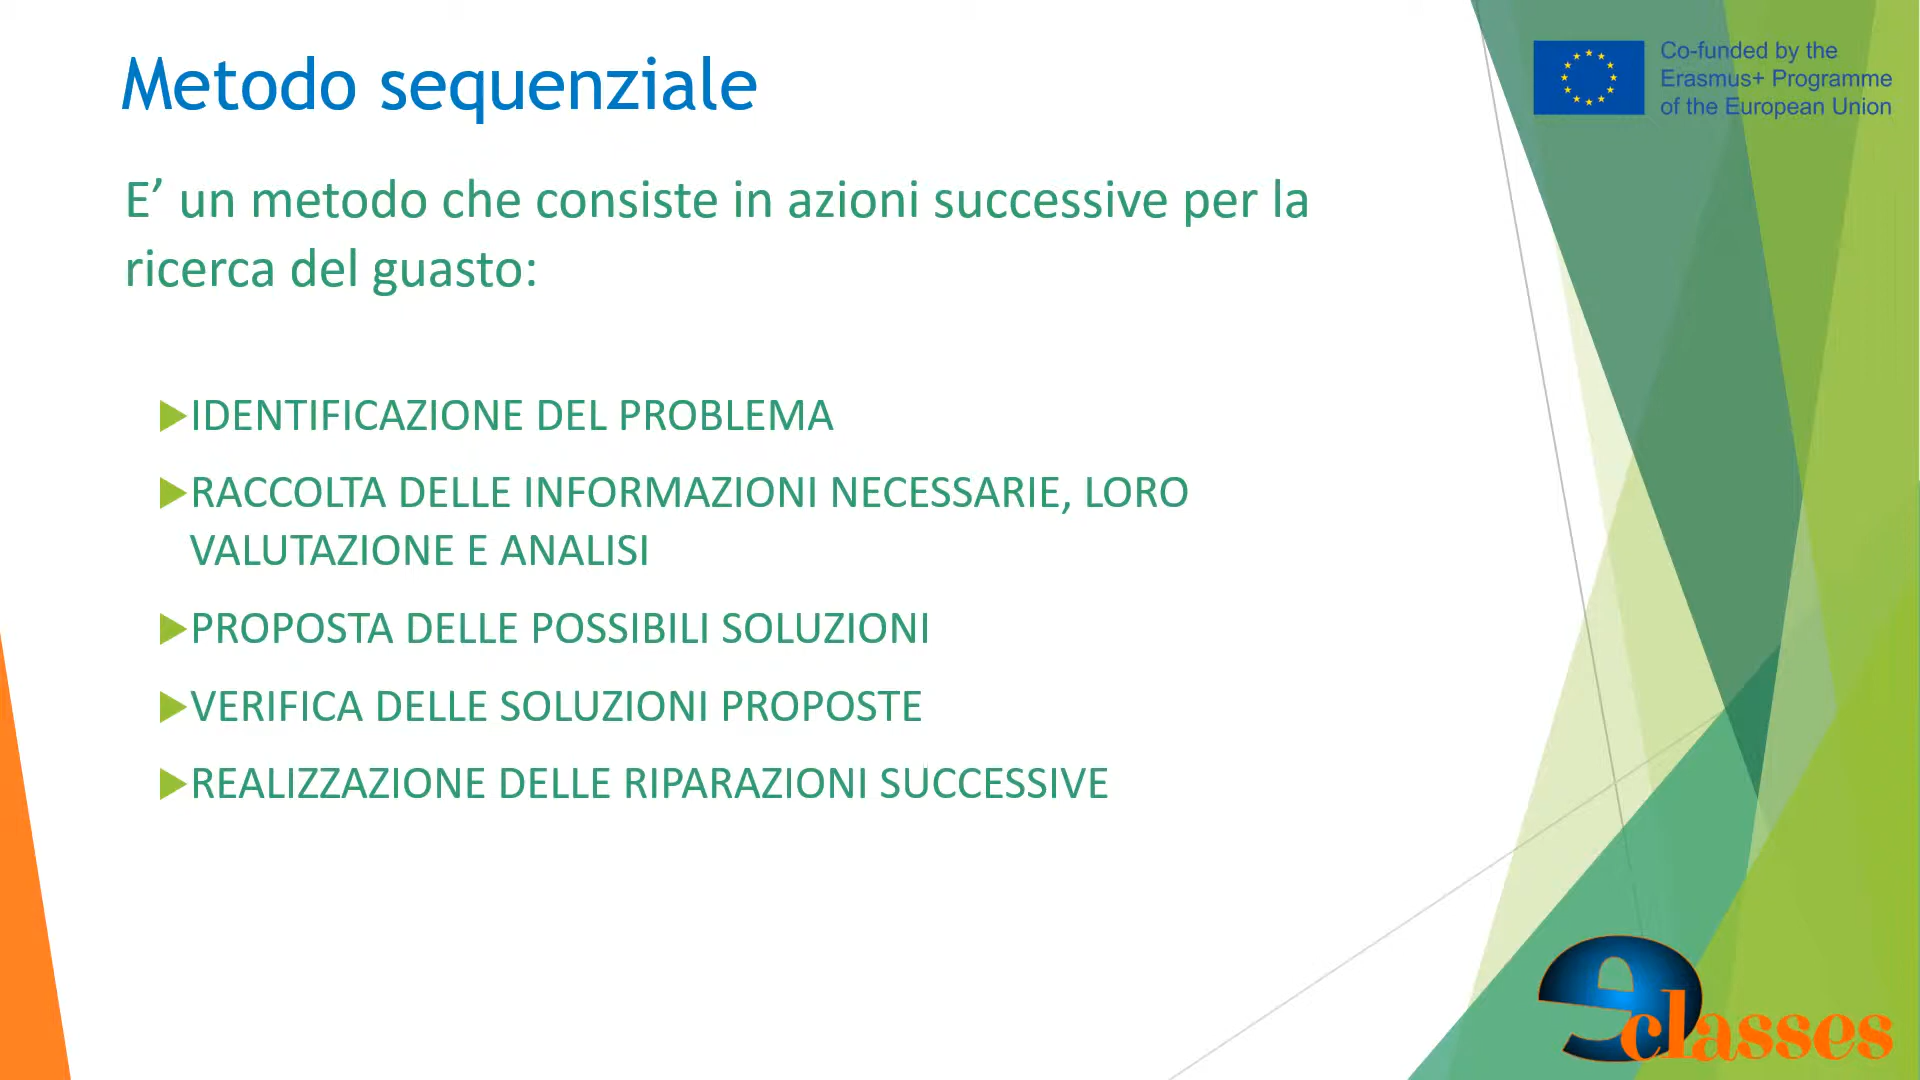 Metodo sequenziale
Co-funded by the
Erasmus+ Programme
of the European Union
E’ un metodo che consiste in azioni successive per la
ricerca del guasto:
IDENTIFICAZIONE DEL PROBLEMA
RACCOLTA DELLE INFORMAZIONI NECESSARIE, LORO
VALUTAZIONE E ANALISI
PROPOSTA DELLE POSSIBILI SOLUZIONI
VERIFICA DELLE SOLUZIONI PROPOSTE
REALIZZAZIONE DELLE RIPARAZIONI SUCCESSIVE
e classes